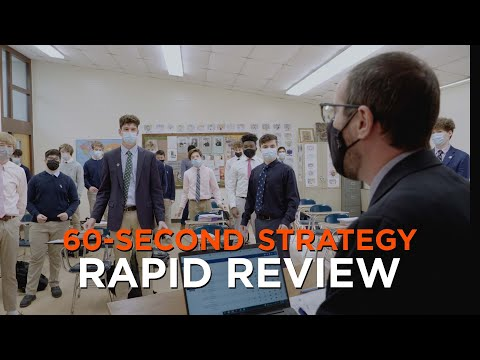 60-SECOND STRATEGY
RAPID REVIEW